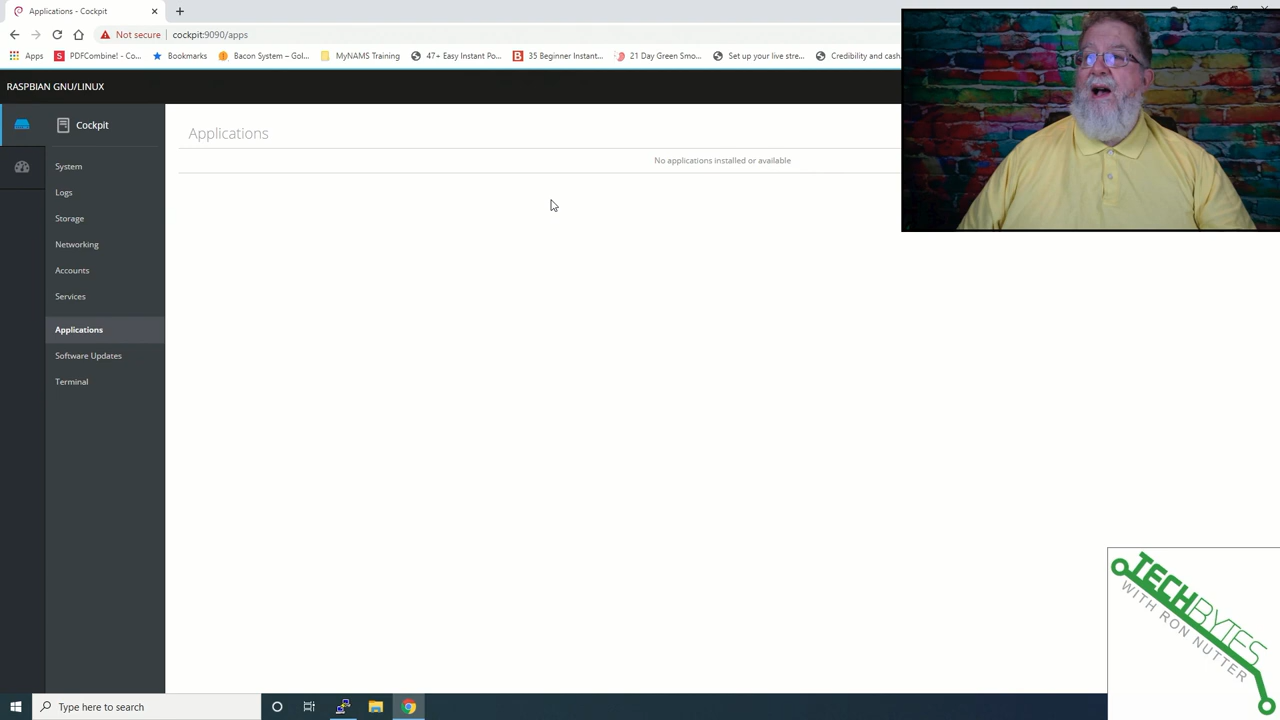 Applications - Cockpit
Not secure
cockpit:9090/apps
Apps
PDFCombine! - Co...
Bookmarks
Bacon System – Gol...
MyNAMS Training
47+ Easy Instant Po...
35 Beginner Instant...
21 Day Green Smo...
Set up your live stre...
Credibility and cash
RASPBIAN GNU/LINUX
Cockpit
System
Logs
Storage
Networking
Accounts
Services
Applications
Software Updates
Terminal
Applications
No applications installed or available
TECHBYTES
WITH RON NUTTER
Type here to search